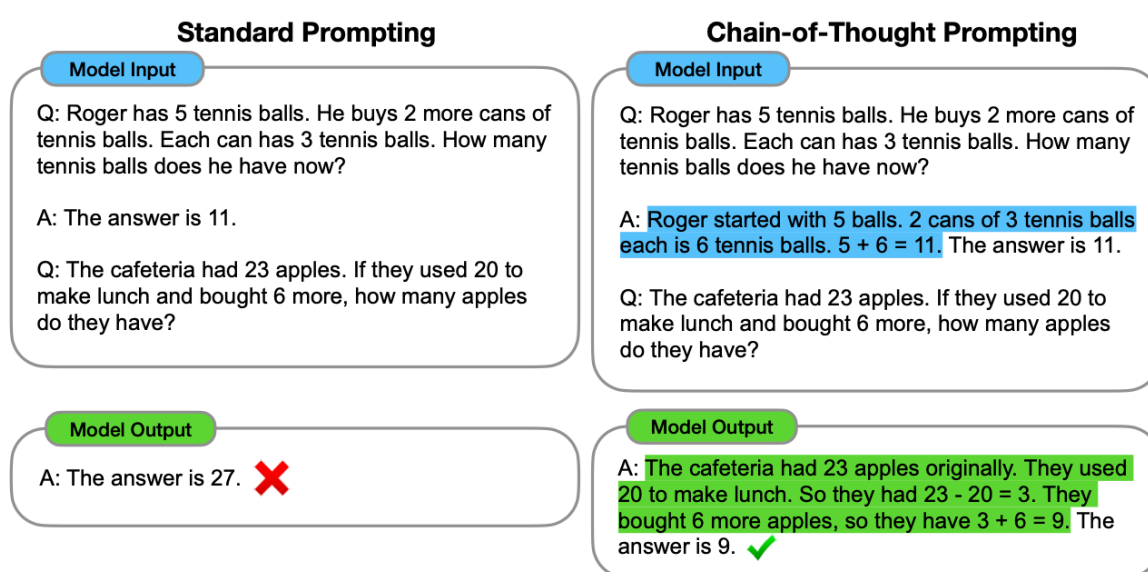 Standard Prompting
Model Input
Q: Roger has 5 tennis balls. He buys 2 more cans of
tennis balls. Each can has 3 tennis balls. How many
tennis balls does he have now?
A: The answer is 11.
Q: The cafeteria had 23 apples. If they used 20 to
make lunch and bought 6 more, how many apples
do they have?
Model Output
A: The answer is 27.
Chain-of-Thought Prompting
Model Input
Q: Roger has 5 tennis balls. He buys 2 more cans of
tennis balls. Each can has 3 tennis balls. How many
tennis balls does he have now?
A: Roger started with 5 balls. 2 cans of 3 tennis balls
each is 6 tennis balls. 5 + 6 = 11. The answer is 11.
Q: The cafeteria had 23 apples. If they used 20 to
make lunch and bought 6 more, how many apples
do they have?
Model Output
A: The cafeteria had 23 apples originally. They used
20 to make lunch. So they had 23 - 20 = 3. They
bought 6 more apples, so they have 3 + 6 = 9. The
answer is 9.